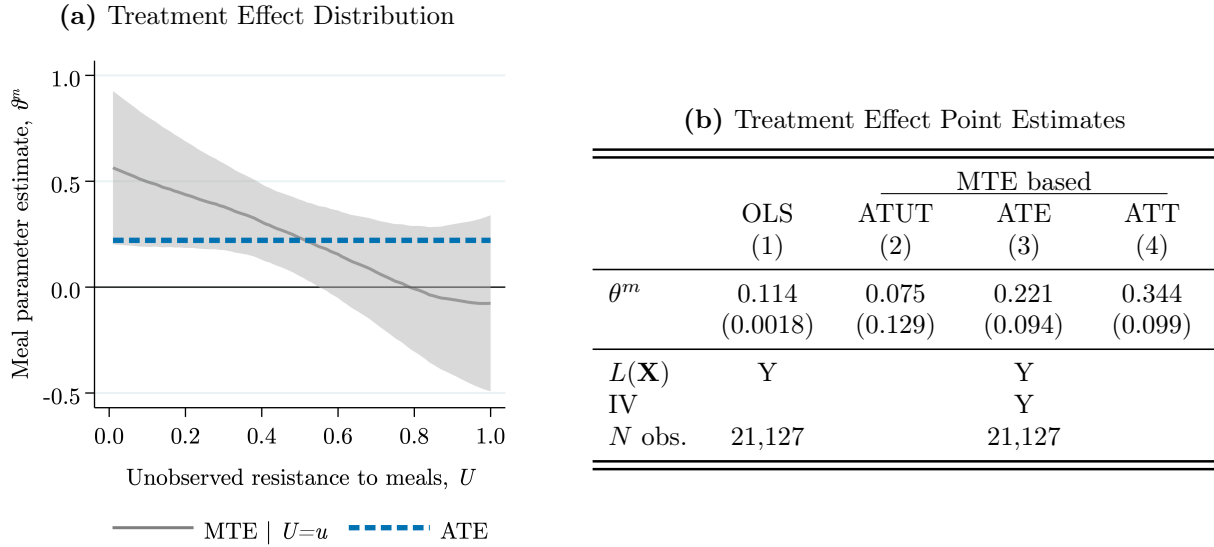 (a) Treatment Effect Distribution
Meal parameter estimate, ϑᵐ
1.0
0.5
0.0
-0.5
0.0 0.2 0.4 0.6 0.8 1.0
Unobserved resistance to meals, U
MTE | U=u ATE
(b) Treatment Effect Point Estimates
MTE based
OLS ATUT ATE ATT
(1) (2) (3) (4)
θᵐ 0.114 0.075 0.221 0.344
(0.0018) (0.129) (0.094) (0.099)
L(X) Y Y
IV Y
N obs. 21,127 21,127